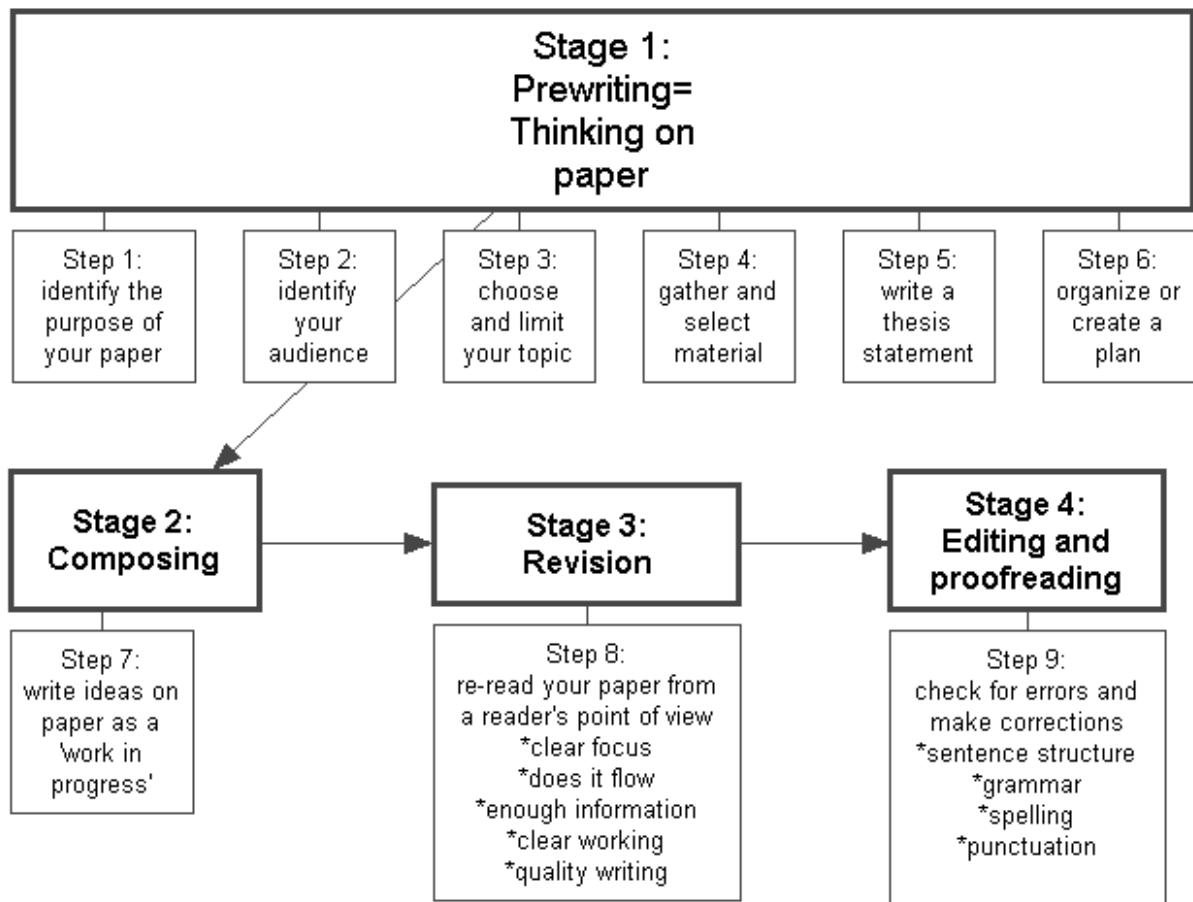 Stage 1:
Prewriting=
Thinking on
paper
Step 1:
identify the
purpose of
your paper
Step 2:
identify
your
audience
Step 3:
choose
and limit
your topic
Step 4:
gather and
select
material
Step 5:
write a
thesis
statement
Step 6:
organize or
create a
plan
Stage 2:
Composing
Step 7:
write ideas on
paper as a
'work in
progress'
Stage 3:
Revision
Step 8:
re-read your paper from
a reader's point of view
*clear focus
*does it flow
*enough information
*clear working
*quality writing
Stage 4:
Editing and
proofreading
Step 9:
check for errors and
make corrections
*sentence structure
*grammar
*spelling
*punctuation